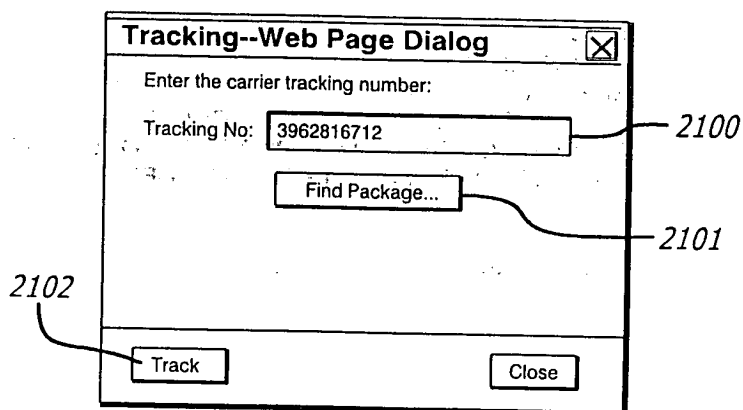 Tracking--Web Page Dialog
Enter the carrier tracking number:
Tracking No: 3962816712
2100
Find Package...
2101
2102
Track
Close